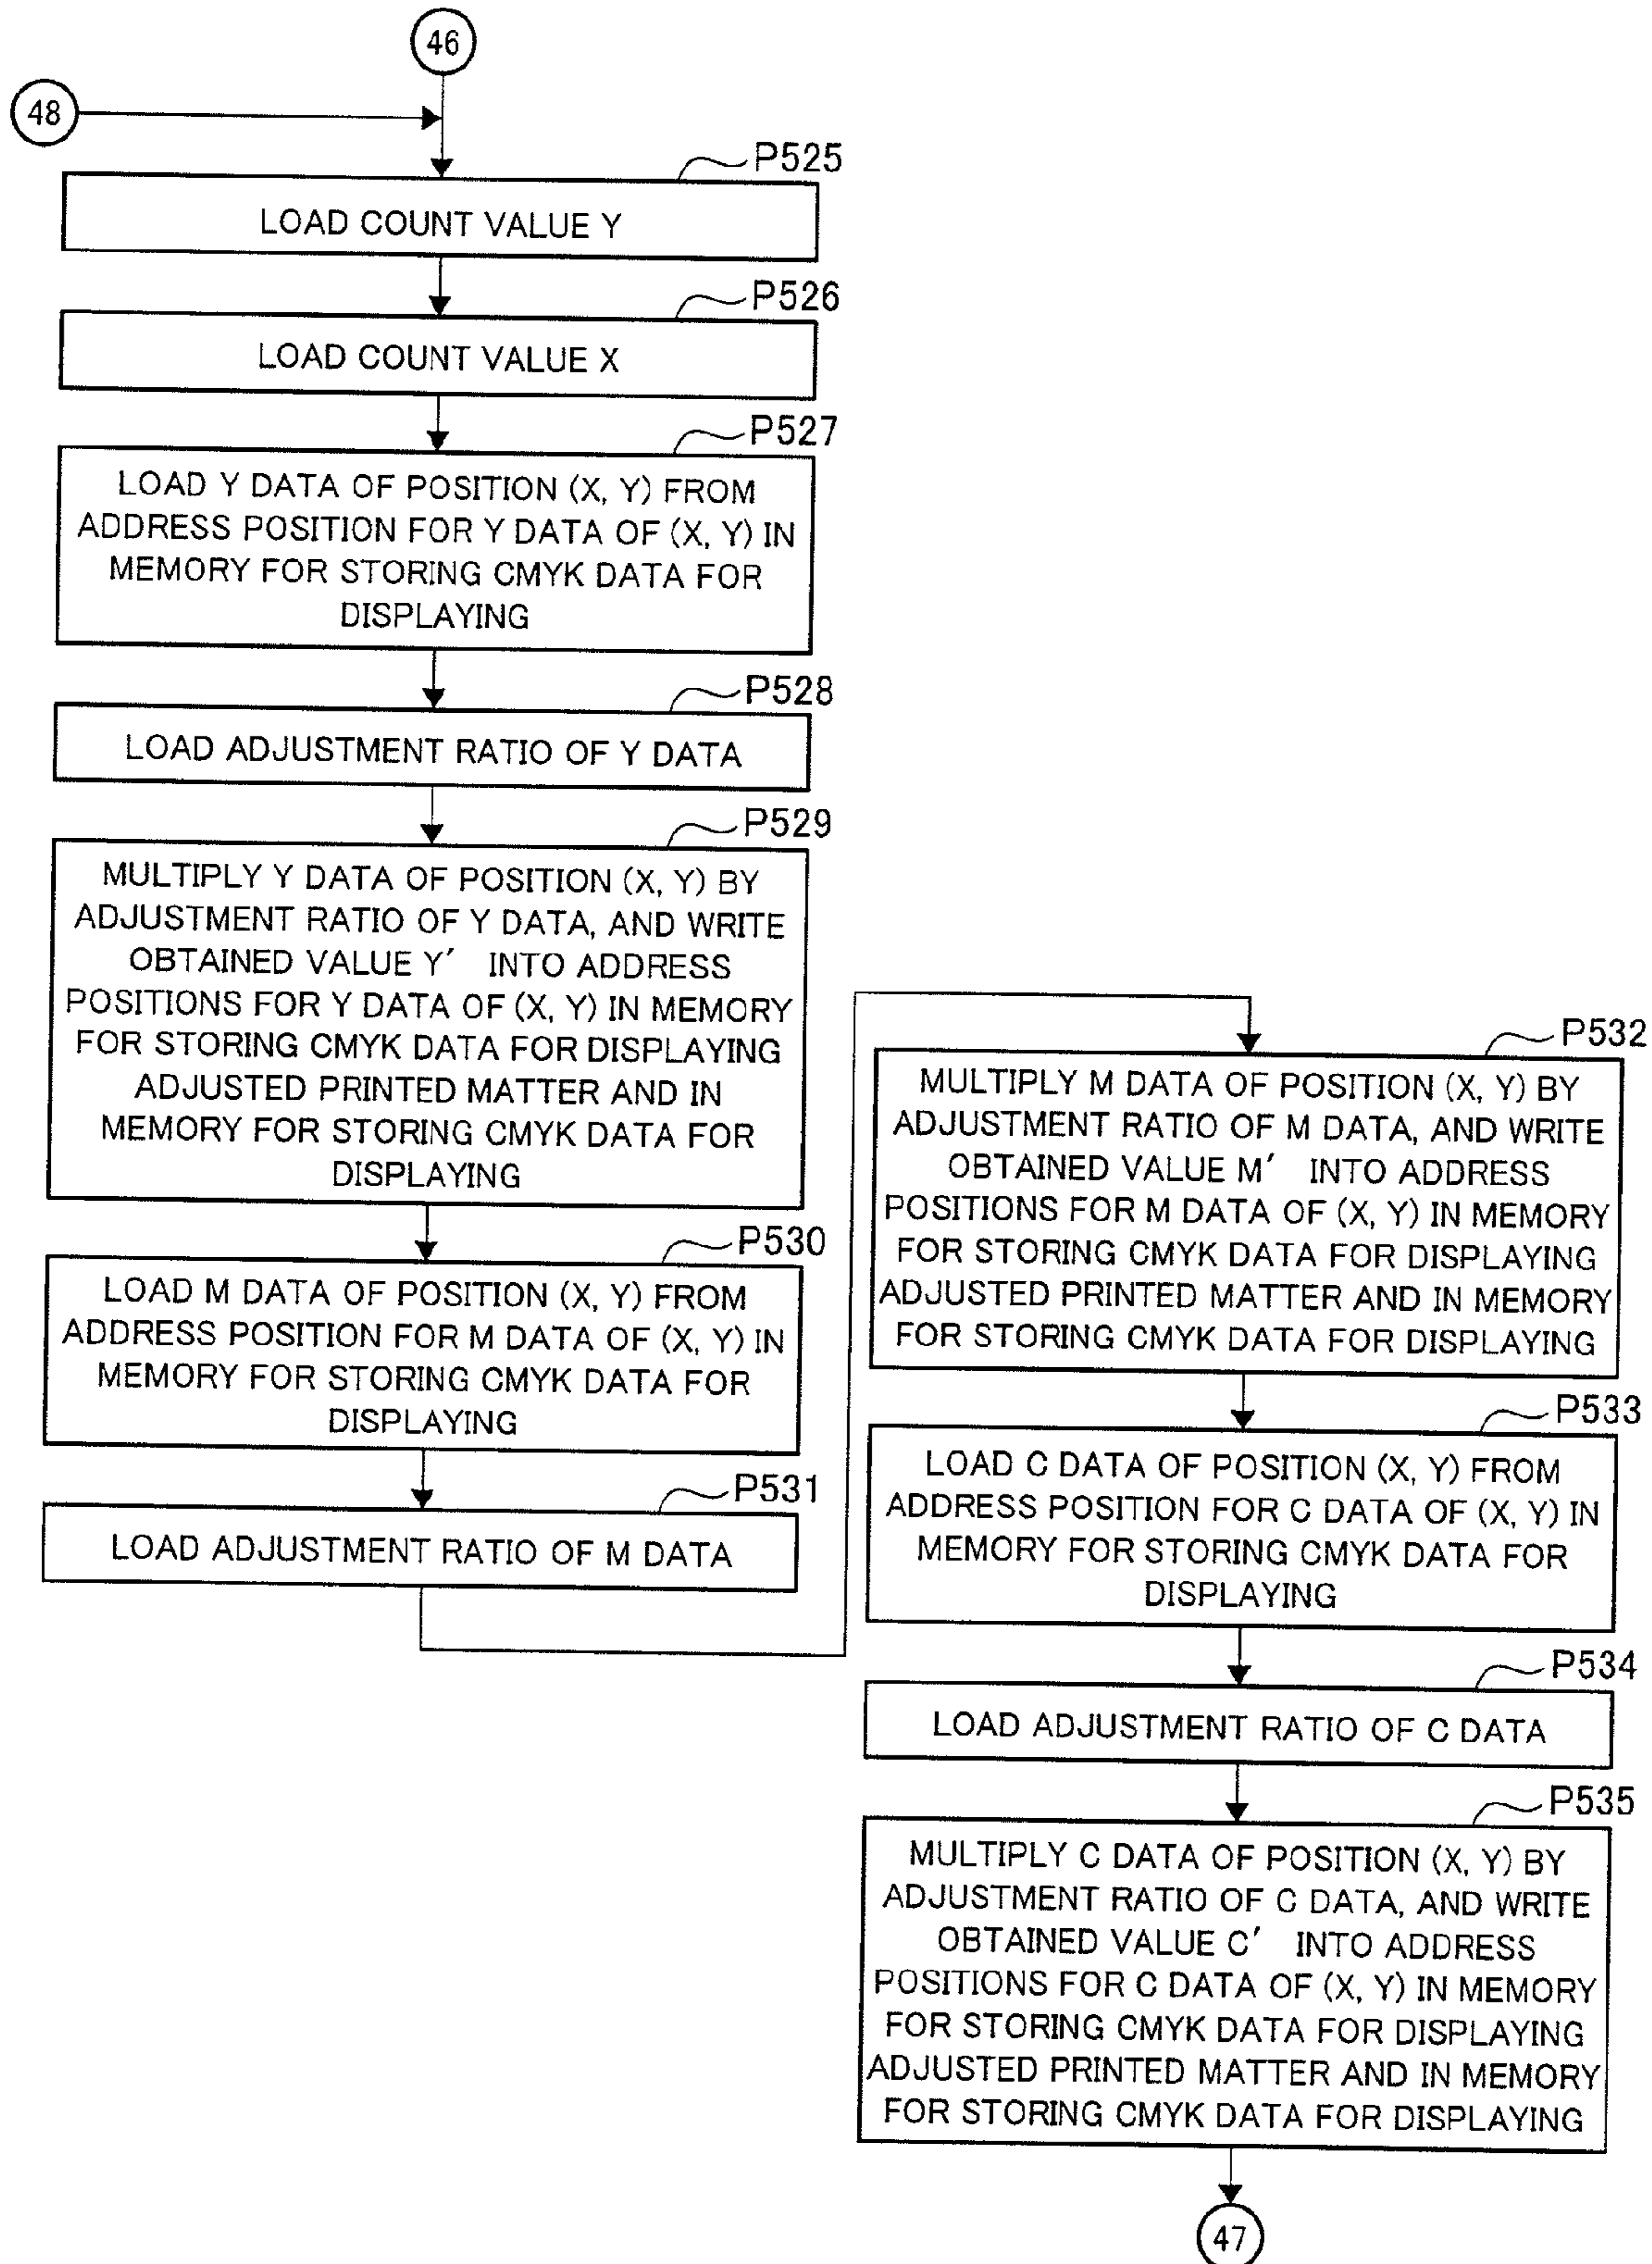 46
48
P525
LOAD COUNT VALUE Y
P526
LOAD COUNT VALUE X
P527
LOAD Y DATA OF POSITION (X, Y) FROM
ADDRESS POSITION FOR Y DATA OF (X, Y) IN
MEMORY FOR STORING CMYK DATA FOR
DISPLAYING
P528
LOAD ADJUSTMENT RATIO OF Y DATA
P529
MULTIPLY Y DATA OF POSITION (X, Y) BY
ADJUSTMENT RATIO OF Y DATA, AND WRITE
OBTAINED VALUE Y′ INTO ADDRESS
POSITIONS FOR Y DATA OF (X, Y) IN MEMORY
FOR STORING CMYK DATA FOR DISPLAYING
ADJUSTED PRINTED MATTER AND IN
MEMORY FOR STORING CMYK DATA FOR
DISPLAYING
P530
LOAD M DATA OF POSITION (X, Y) FROM
ADDRESS POSITION FOR M DATA OF (X, Y) IN
MEMORY FOR STORING CMYK DATA FOR
DISPLAYING
P531
LOAD ADJUSTMENT RATIO OF M DATA
P532
MULTIPLY M DATA OF POSITION (X, Y) BY
ADJUSTMENT RATIO OF M DATA, AND WRITE
OBTAINED VALUE M′ INTO ADDRESS
POSITIONS FOR M DATA OF (X, Y) IN MEMORY
FOR STORING CMYK DATA FOR DISPLAYING
ADJUSTED PRINTED MATTER AND IN MEMORY
FOR STORING CMYK DATA FOR DISPLAYING
P533
LOAD C DATA OF POSITION (X, Y) FROM
ADDRESS POSITION FOR C DATA OF (X, Y) IN
MEMORY FOR STORING CMYK DATA FOR
DISPLAYING
P534
LOAD ADJUSTMENT RATIO OF C DATA
P535
MULTIPLY C DATA OF POSITION (X, Y) BY
ADJUSTMENT RATIO OF C DATA, AND WRITE
OBTAINED VALUE C′ INTO ADDRESS
POSITIONS FOR C DATA OF (X, Y) IN MEMORY
FOR STORING CMYK DATA FOR DISPLAYING
ADJUSTED PRINTED MATTER AND IN MEMORY
FOR STORING CMYK DATA FOR DISPLAYING
47